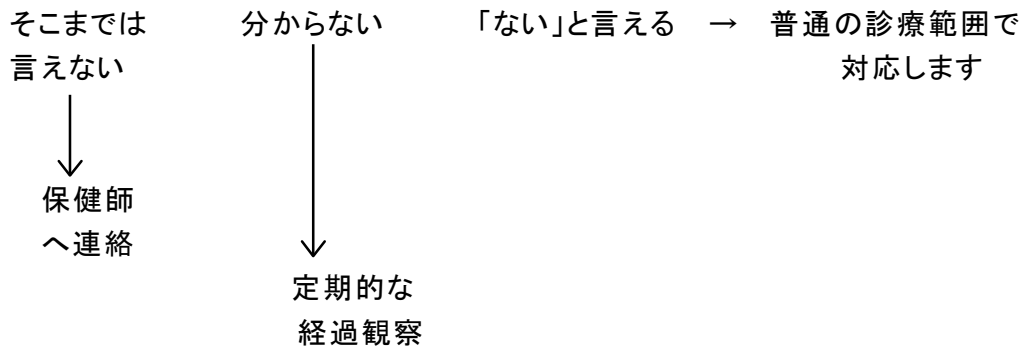 そこまでは 分からない 「ない」と言える → 普通の診療範囲で
言えない 対応します
保健師
へ連絡
定期的な
経過観察